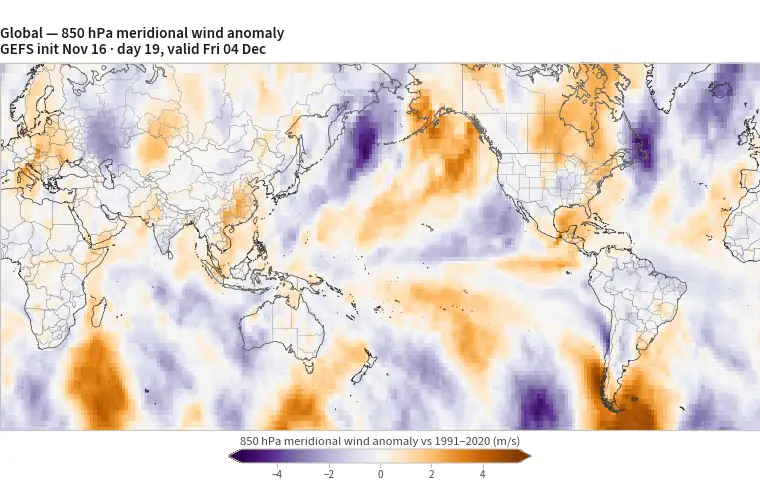 Global — 850 hPa meridional wind anomaly
GEFS init Nov 16 · day 19, valid Fri 04 Dec
850 hPa meridional wind anomaly vs 1991–2020 (m/s)
−4 −2 0 2 4